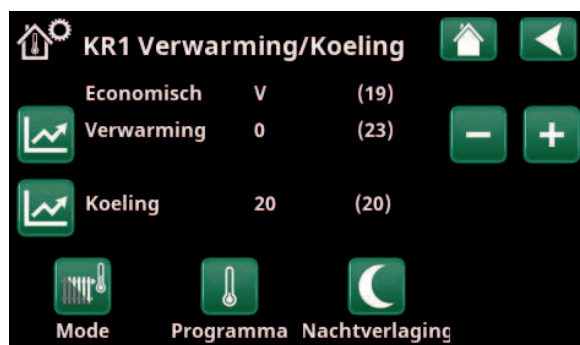 KR1 Verwarming/Koeling
Economisch V (19)
Verwarming 0 (23)
Koeling 20 (20)
Mode Programma Nachtverlaging